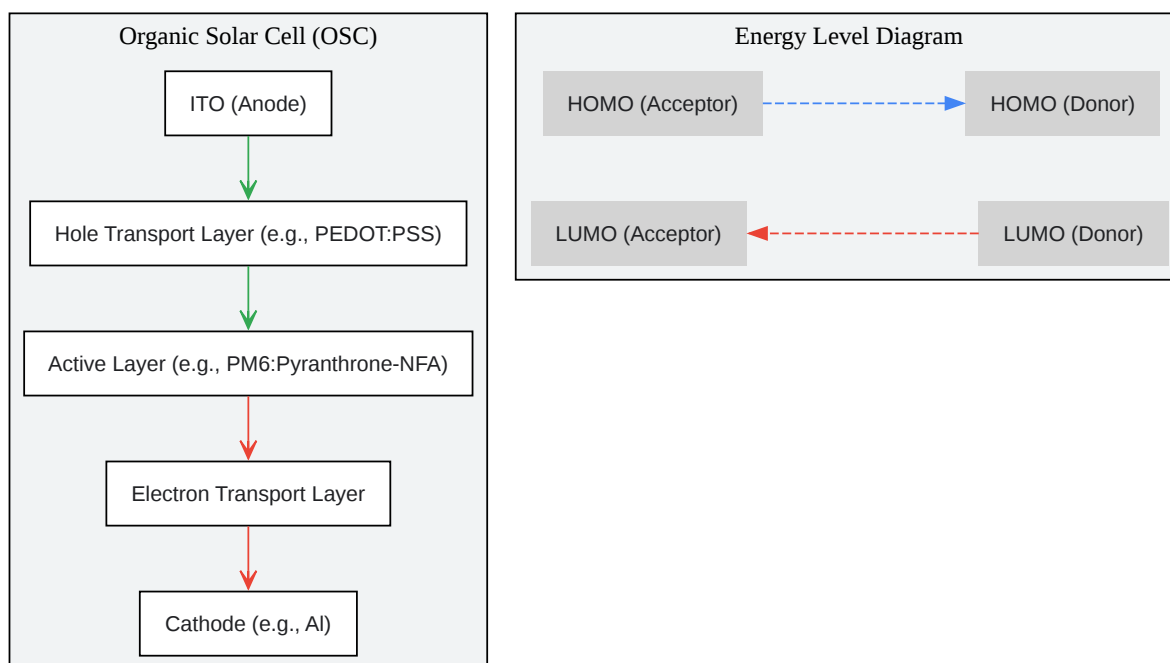 Organic Solar Cell (OSC)
ITO (Anode)
Hole Transport Layer (e.g., PEDOT:PSS)
Active Layer (e.g., PM6:Pyranthrone-NFA)
Electron Transport Layer
Cathode (e.g., Al)
Energy Level Diagram
HOMO (Acceptor)
HOMO (Donor)
LUMO (Acceptor)
LUMO (Donor)